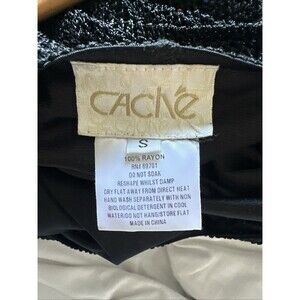 Caché
S
100% RAYON
RN# 69701
DO NOT SOAK
RESHAPE WHILST DAMP
DRY FLAT AWAY FROM DIRECT HEAT
HAND WASH SEPARATELY WITH NON
BIOLOGICAL DETERGENT IN COOL
WATER/DO NOT HANG/STORE FLAT
MADE IN CHINA